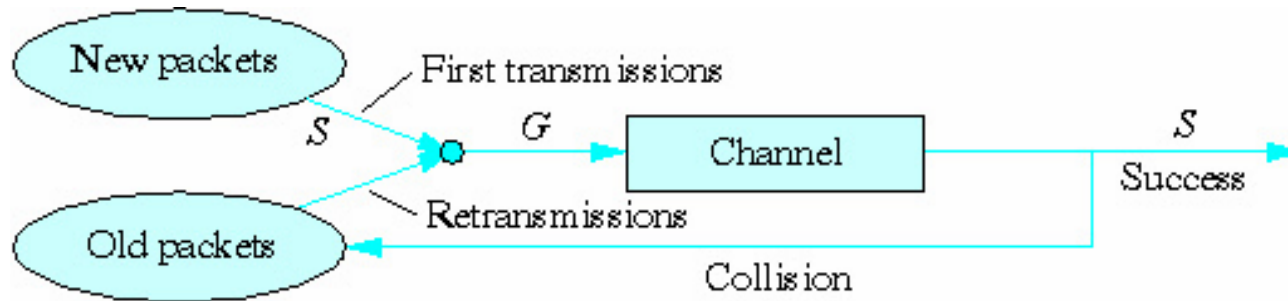 New packets
First transmissions
S
G
Channel
S
Success
Retransmissions
Old packets
Collision